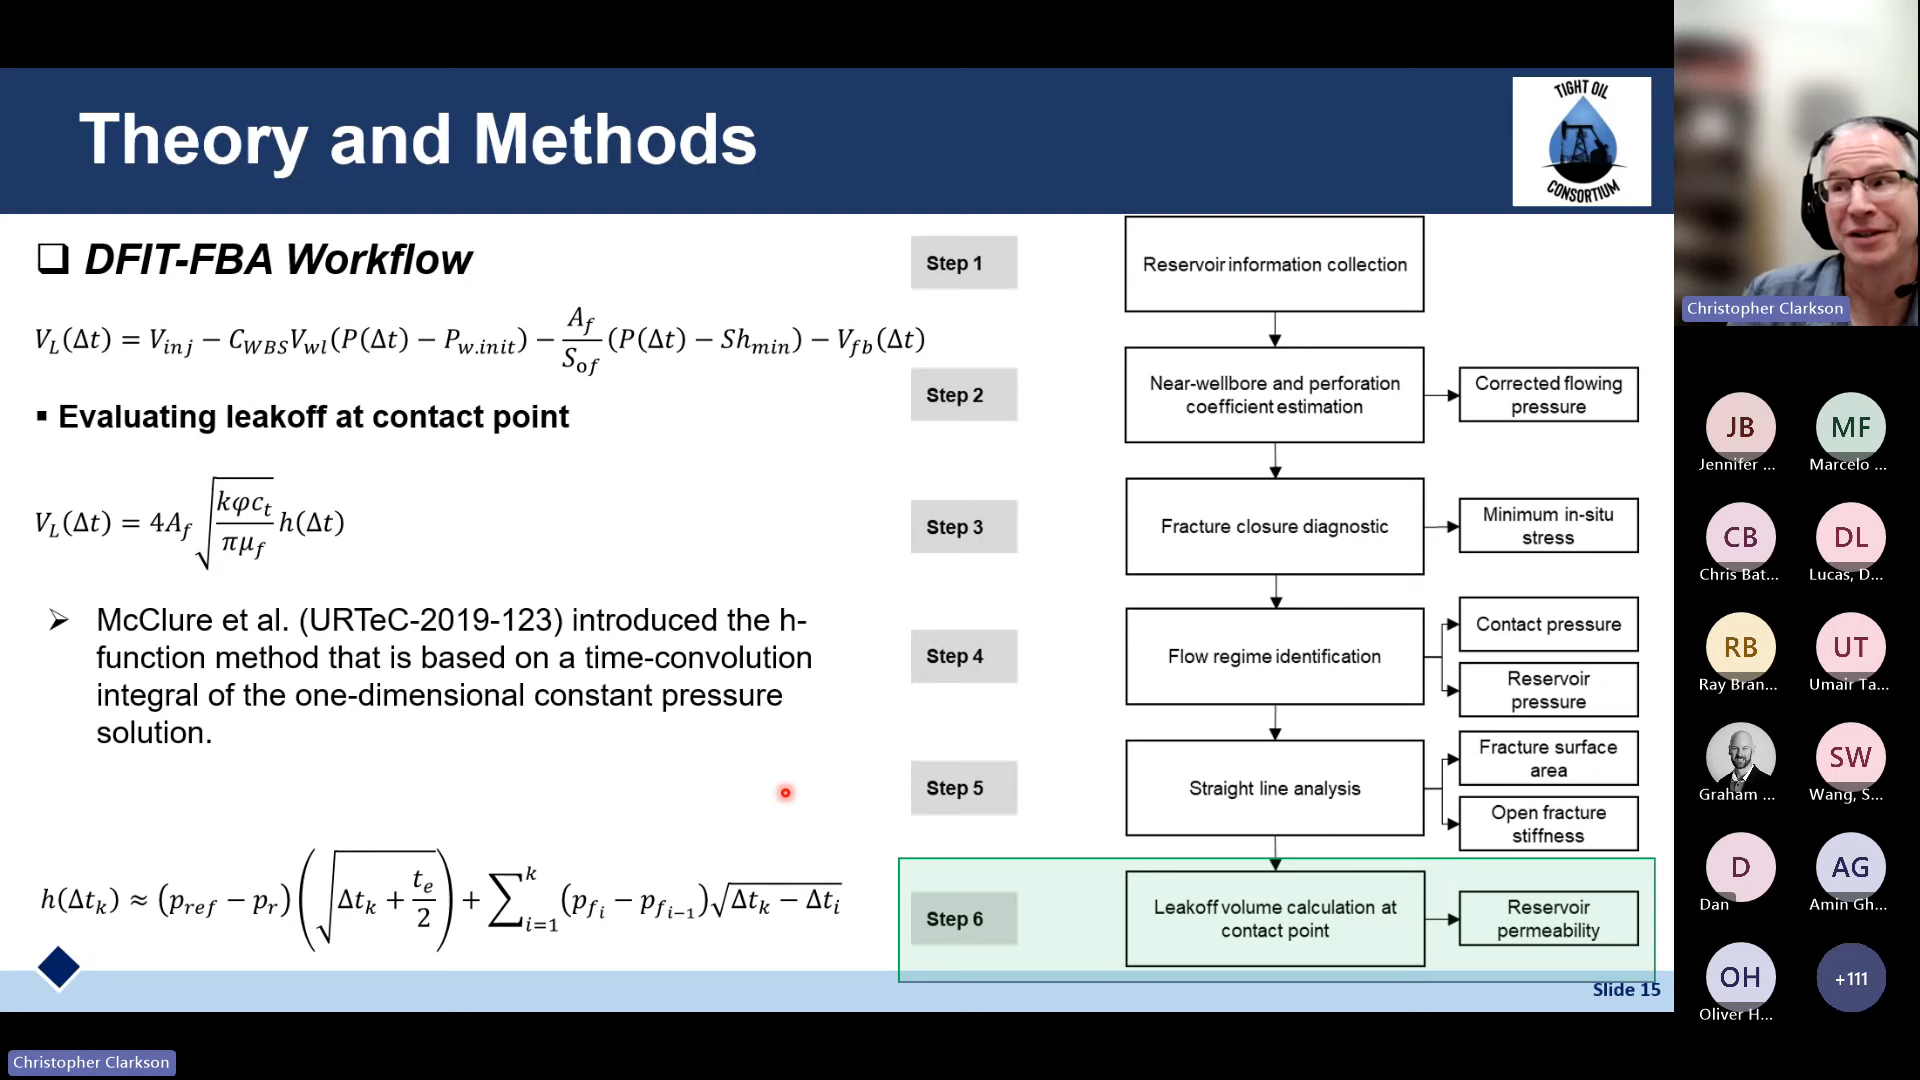 Theory and Methods
TIGHT OIL
CONSORTIUM
❑ DFIT-FBA Workflow
V_L(Δt) = V_inj − C_WBS V_wl (P(Δt) − P_w.init) − A_f/S_of (P(Δt) − Sh_min) − V_fb(Δt)
▪ Evaluating leakoff at contact point
V_L(Δt) = 4A_f √(kφc_t/πμ_f) h(Δt)
➢ McClure et al. (URTeC-2019-123) introduced the h-
function method that is based on a time-convolution
integral of the one-dimensional constant pressure
solution.
h(Δt_k) ≈ (p_ref − p_r) (√(Δt_k + t_e/2)) + ∑_{i=1}^{k} (p_{f_i} − p_{f_{i−1}}) √(Δt_k − Δt_i)
Step 1
Reservoir information collection
Step 2
Near-wellbore and perforation
coefficient estimation
Corrected flowing
pressure
Step 3
Fracture closure diagnostic
Minimum in-situ
stress
Step 4
Flow regime identification
Contact pressure
Reservoir
pressure
Step 5
Straight line analysis
Fracture surface
area
Open fracture
stiffness
Step 6
Leakoff volume calculation at
contact point
Reservoir
permeability
Slide 15
Christopher Clarkson
JB
Jennifer ...
MF
Marcelo ...
CB
Chris Bat...
DL
Lucas, D...
RB
Ray Bran...
UT
Umair Ta...
Graham ...
SW
Wang, S...
D
Dan
AG
Amin Gh...
OH
Oliver H...
+111
Christopher Clarkson